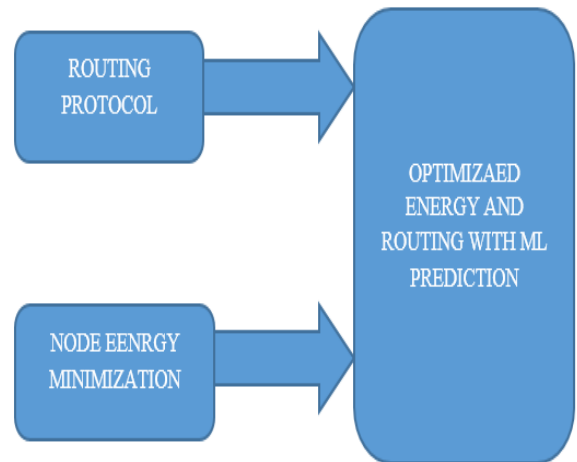 ROUTING
PROTOCOL
NODE EENRGY
MINIMIZATION
OPTIMIZAED
ENERGY AND
ROUTING WITH ML
PREDICTION